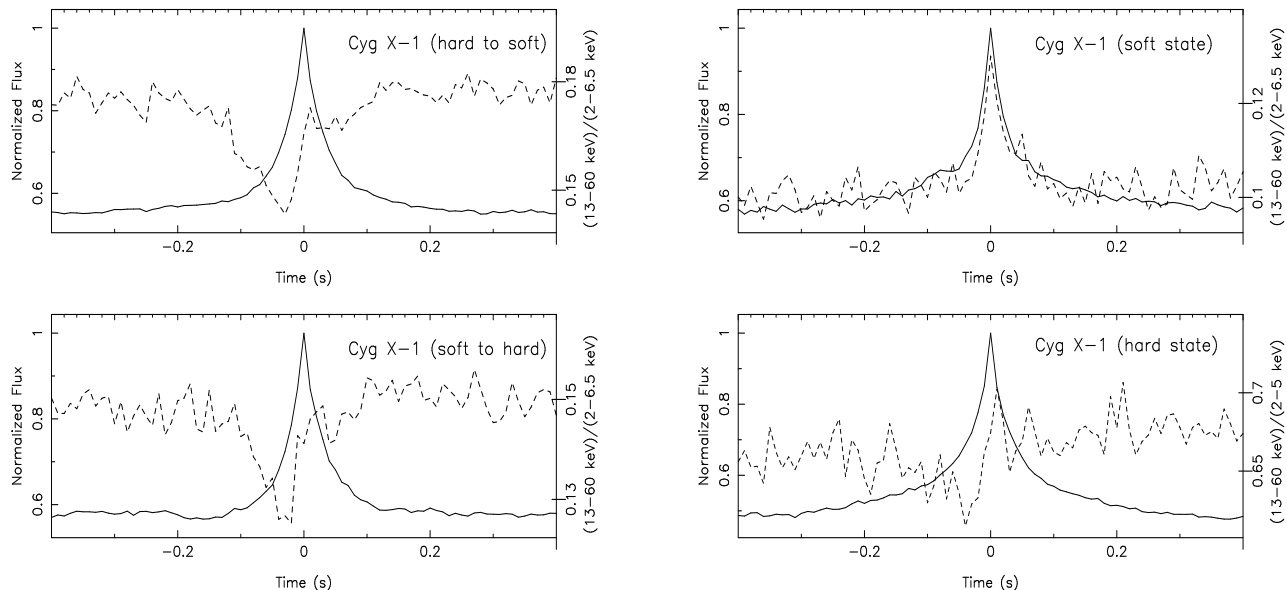 Cyg X−1 (hard to soft)
Normalized Flux
0.6
0.8
1
(13−60 keV)/(2−6.5 keV)
0.15
0.18
−0.2
0
0.2
Time (s)
Cyg X−1 (soft state)
Normalized Flux
0.6
0.8
1
(13−60 keV)/(2−6.5 keV)
0.1
0.12
−0.2
0
0.2
Time (s)
Cyg X−1 (soft to hard)
Normalized Flux
0.6
0.8
1
(13−60 keV)/(2−6.5 keV)
0.13
0.15
−0.2
0
0.2
Time (s)
Cyg X−1 (hard state)
Normalized Flux
0.6
0.8
1
(13−60 keV)/(2−5 keV)
0.65
0.7
−0.2
0
0.2
Time (s)